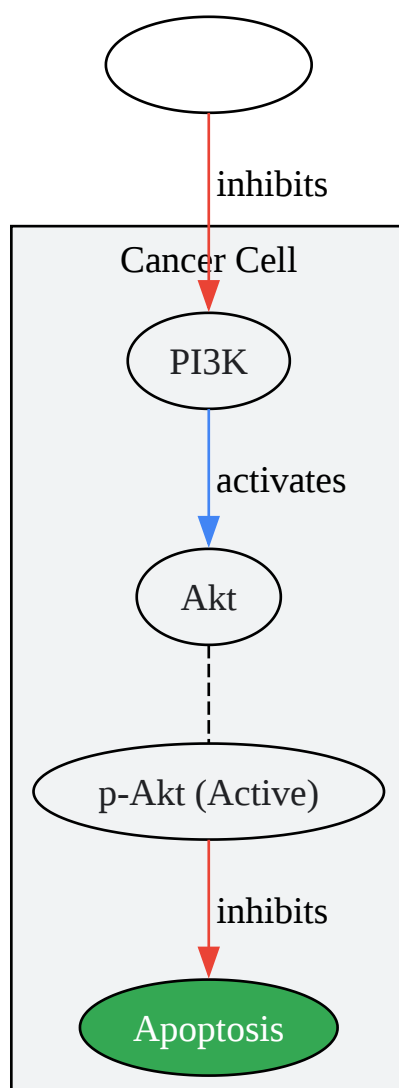 inhibits
Cancer Cell
PI3K
activates
Akt
p-Akt (Active)
inhibits
Apoptosis